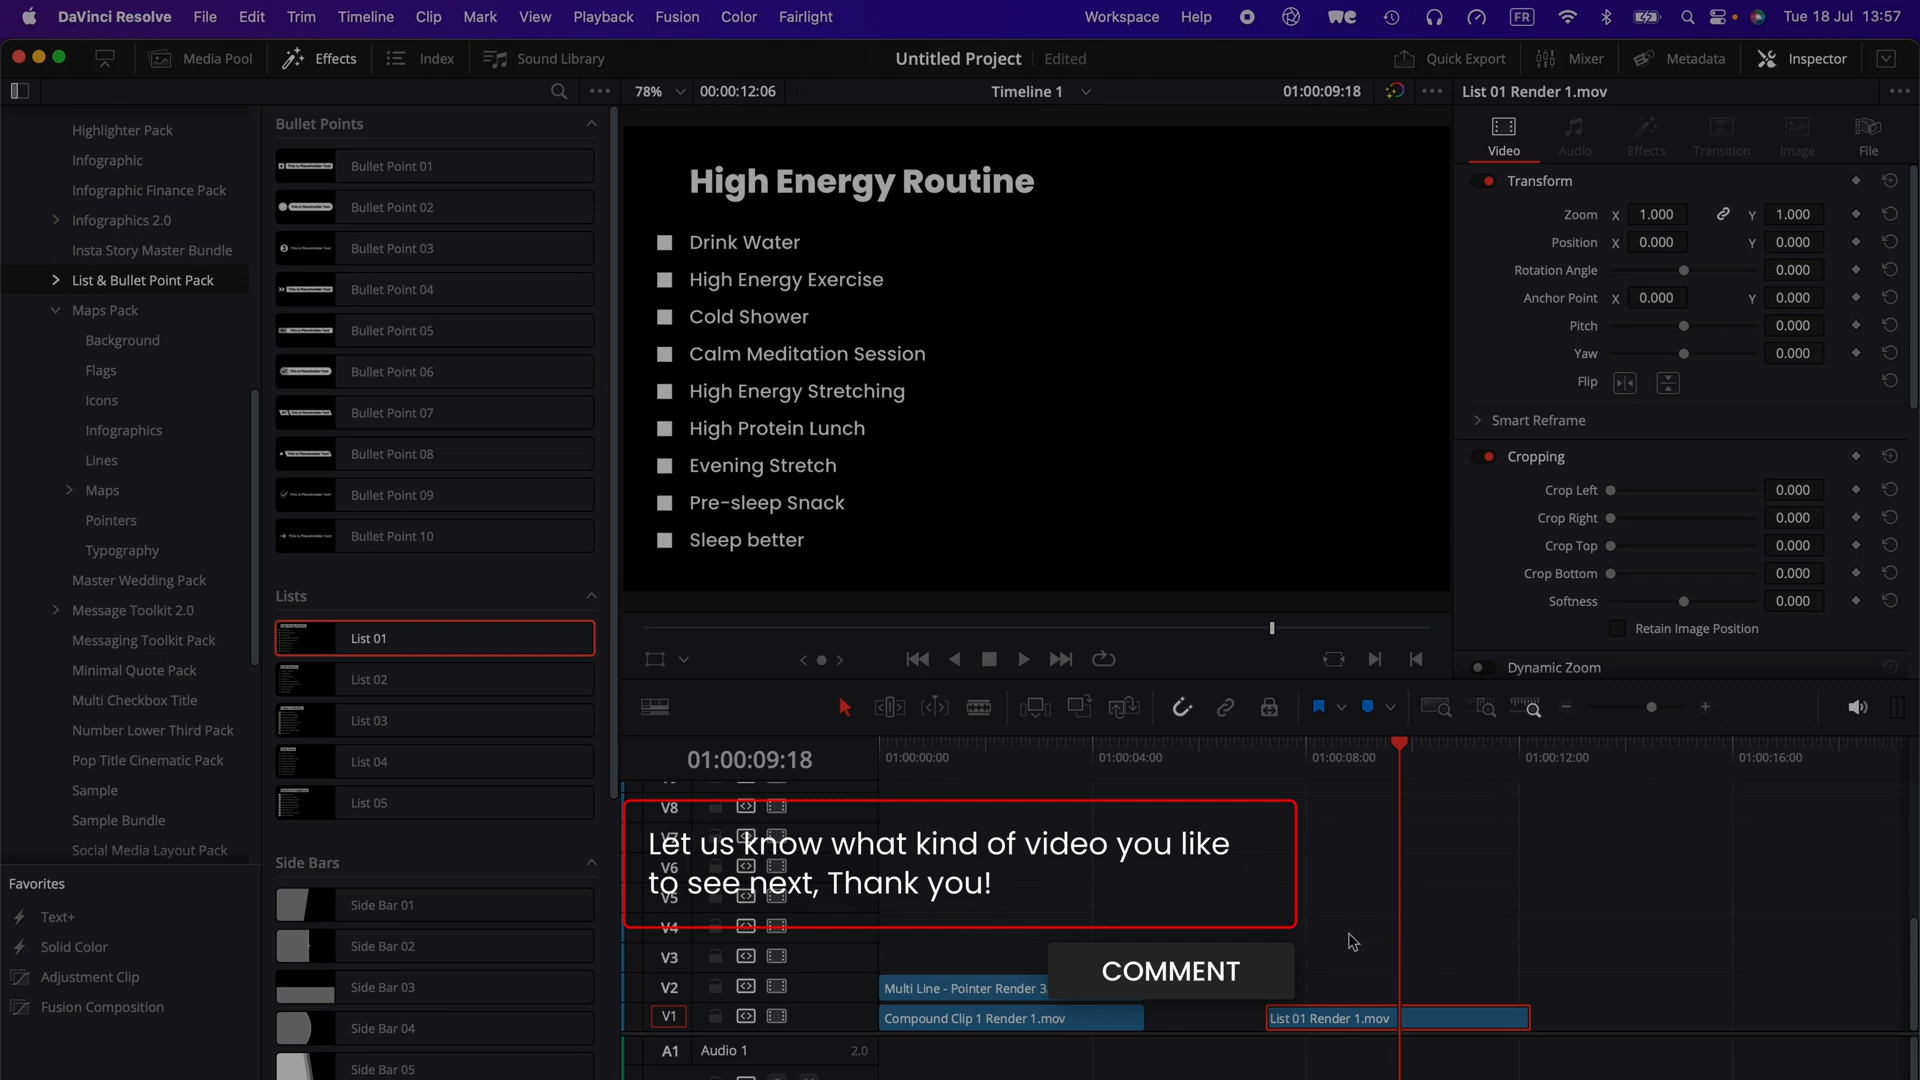 DaVinci Resolve File Edit Trim Timeline Clip Mark View Playback Fusion Color Fairlight Workspace Help FR Tue 18 Jul 13:57
Media Pool Effects Index Sound Library Untitled Project Edited Quick Export Mixer Metadata Inspector
78% 00:00:12:06 Timeline 1 01:00:09:18 List 01 Render 1.mov
Highlighter Pack
Infographic
Infographic Finance Pack
Infographics 2.0
Insta Story Master Bundle
List & Bullet Point Pack
Maps Pack
Background
Flags
Icons
Infographics
Lines
Maps
Pointers
Typography
Master Wedding Pack
Message Toolkit 2.0
Messaging Toolkit Pack
Minimal Quote Pack
Multi Checkbox Title
Number Lower Third Pack
Pop Title Cinematic Pack
Sample
Sample Bundle
Social Media Layout Pack
Favorites
Text+
Solid Color
Adjustment Clip
Fusion Composition
Bullet Points
Bullet Point 01
Bullet Point 02
Bullet Point 03
Bullet Point 04
Bullet Point 05
Bullet Point 06
Bullet Point 07
Bullet Point 08
Bullet Point 09
Bullet Point 10
Lists
List 01
List 02
List 03
List 04
List 05
Side Bars
Side Bar 01
Side Bar 02
Side Bar 03
Side Bar 04
Side Bar 05
High Energy Routine
Drink Water
High Energy Exercise
Cold Shower
Calm Meditation Session
High Energy Stretching
High Protein Lunch
Evening Stretch
Pre-sleep Snack
Sleep better
Video Audio Effects Transition Image File
Transform
Zoom X 1.000 Y 1.000
Position X 0.000 Y 0.000
Rotation Angle 0.000
Anchor Point X 0.000 Y 0.000
Pitch 0.000
Yaw 0.000
Flip
Smart Reframe
Cropping
Crop Left 0.000
Crop Right 0.000
Crop Top 0.000
Crop Bottom 0.000
Softness 0.000
Retain Image Position
Dynamic Zoom
01:00:09:18 01:00:00:00 01:00:04:00 01:00:08:00 01:00:12:00 01:00:16:00
V8
V7
Let us know what kind of video you like
V6
to see next, Thank you!
V5
V4
V3
COMMENT
V2 Multi Line - Pointer Render 3.
V1 Compound Clip 1 Render 1.mov List 01 Render 1.mov
A1 Audio 1 2.0